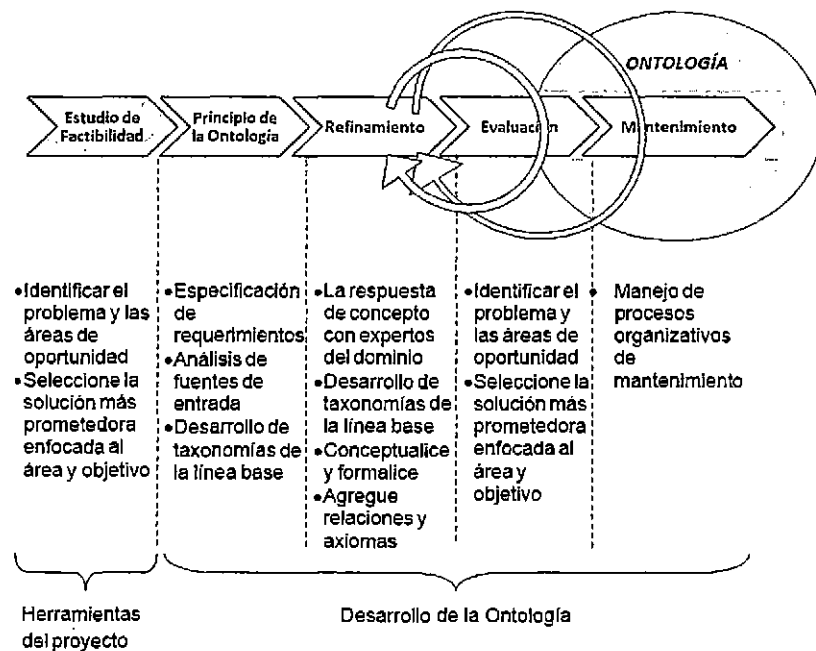 ONTOLOGÍA
Estudio de
Factibilidad
Principio de
la Ontología
Refinamiento
Evaluación
Mantenimiento
•Identificar el
problema y las
áreas de
oportunidad
•Seleccione la
solución más
prometedora
enfocada al
área y objetivo
•Especificación
de
requerimientos
•Análisis de
fuentes de
entrada
•Desarrollo de
taxonomías de
la línea base
•La respuesta
de concepto
con expertos
del dominio
•Desarrollo de
taxonomías de
la línea base
•Conceptualice
y formalice
•Agregue
relaciones y
axiomas
•Identificar el
problema y
las áreas de
oportunidad
•Seleccione la
solución más
prometedora
enfocada al
área y
objetivo
• Manejo de
procesos
organizativos
de
mantenimiento
Herramientas
del proyecto
Desarrollo de la Ontología